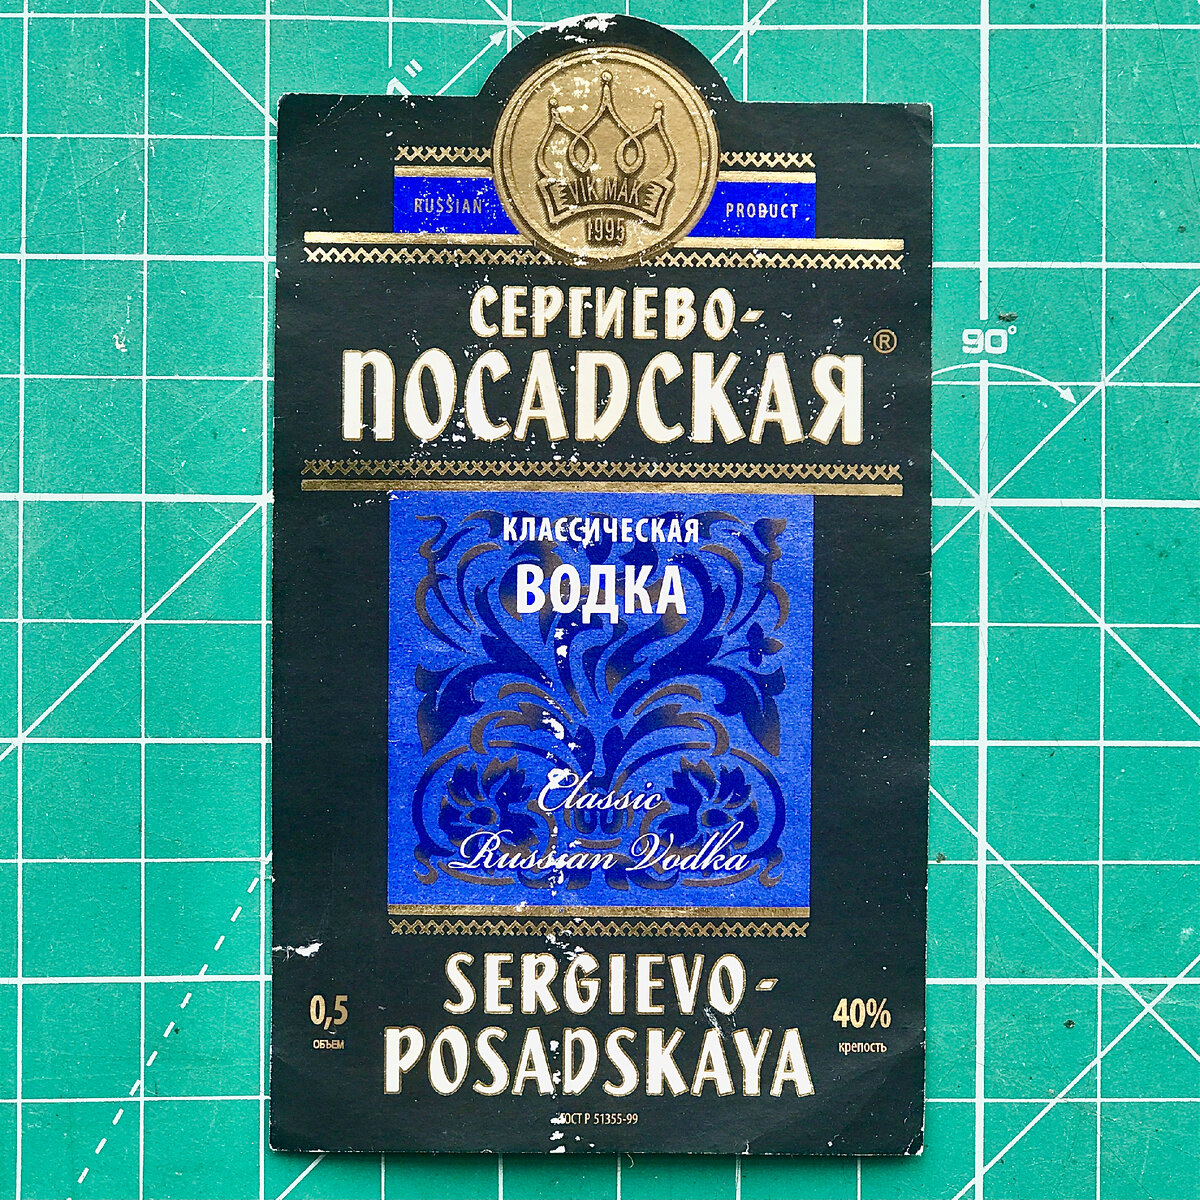 7"
VIK MAK
1995
RUSSIAN PRODUCT
СЕРГИЕВО-
ПОСАДСКАЯ ®
90°
КЛАССИЧЕСКАЯ
ВОДКА
Classic
Russian Vodka
SERGIEVO-
POSADSKAYA
0,5
ОБЪЕМ
40%
крепость
ГОСТ Р 51355-99